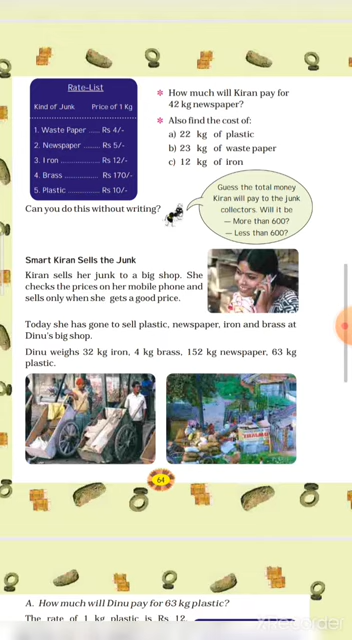 Rate-List
Kind of Junk Price of 1 Kg
1. Waste Paper ...... Rs 4/-
2. Newspaper ......... Rs 5/-
3. Iron ..................... Rs 12/-
4. Brass .................. Rs 170/-
5. Plastic ................ Rs 10/-
Can you do this without writing?
How much will Kiran pay for
42 kg newspaper?
Also find the cost of:
a) 22 kg of plastic
b) 23 kg of waste paper
c) 12 kg of iron
Guess the total money
Kiran will pay to the junk
collectors. Will it be
— More than 600?
— Less than 600?
Smart Kiran Sells the Junk
Kiran sells her junk to a big shop. She
checks the prices on her mobile phone and
sells only when she gets a good price.
Today she has gone to sell plastic, newspaper, iron and brass at
Dinu's big shop.
Dinu weighs 32 kg iron, 4 kg brass, 152 kg newspaper, 63 kg
plastic.
64
A. How much will Dinu pay for 63 kg plastic?
The rate of 1 kg plastic is Rs 12.